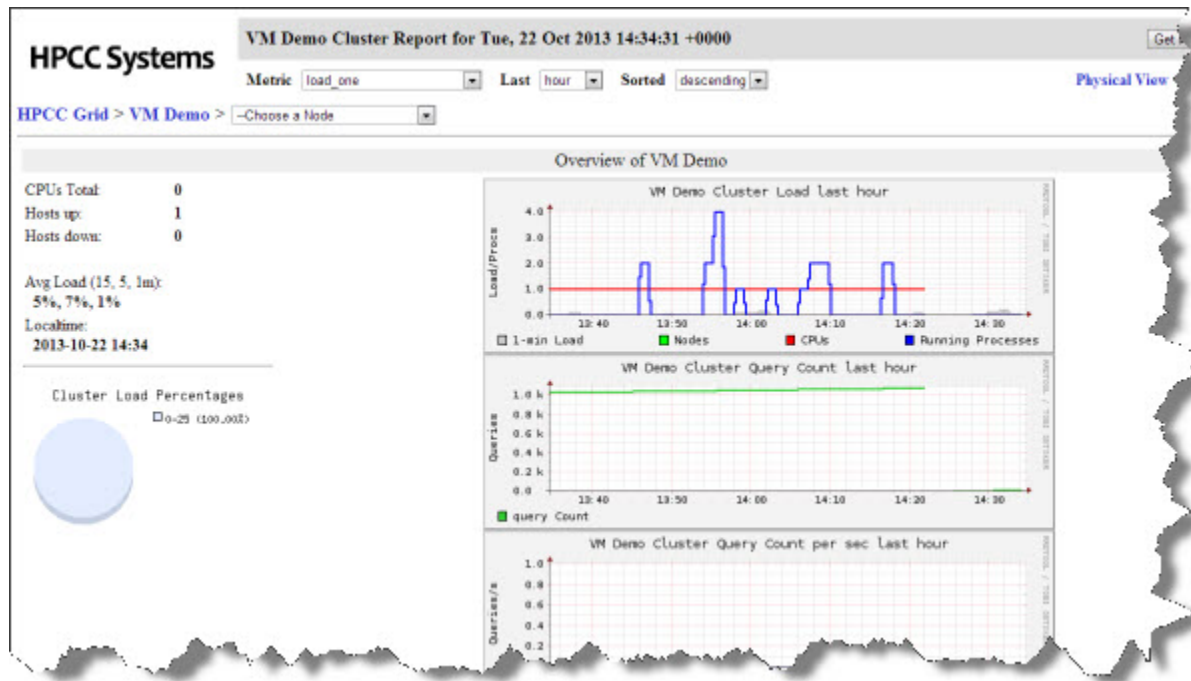 HPCC Systems
VM Demo Cluster Report for Tue, 22 Oct 2013 14:34:31 +0000
Get
Metric load_one Last hour Sorted descending
Physical View
HPCC Grid > VM Demo > --Choose a Node
Overview of VM Demo
CPUs Total: 0
Hosts up: 1
Hosts down: 0
Avg Load (15, 5, 1m):
5%, 7%, 1%
Localtime:
2013-10-22 14:34
Cluster Load Percentages
0-25 (100.00%)
VM Demo Cluster Load last hour
Load/Procs
4.0
3.0
2.0
1.0
0.0
13:40 13:50 14:00 14:10 14:20 14:30
1-min Load Nodes CPUs Running Processes
VM Demo Cluster Query Count last hour
Queries
1.0 k
0.8 k
0.6 k
0.4 k
0.2 k
0.0
13:40 13:50 14:00 14:10 14:20 14:30
query Count
VM Demo Cluster Query Count per sec last hour
Queries/s
1.0
0.8
0.6
0.4
0.2